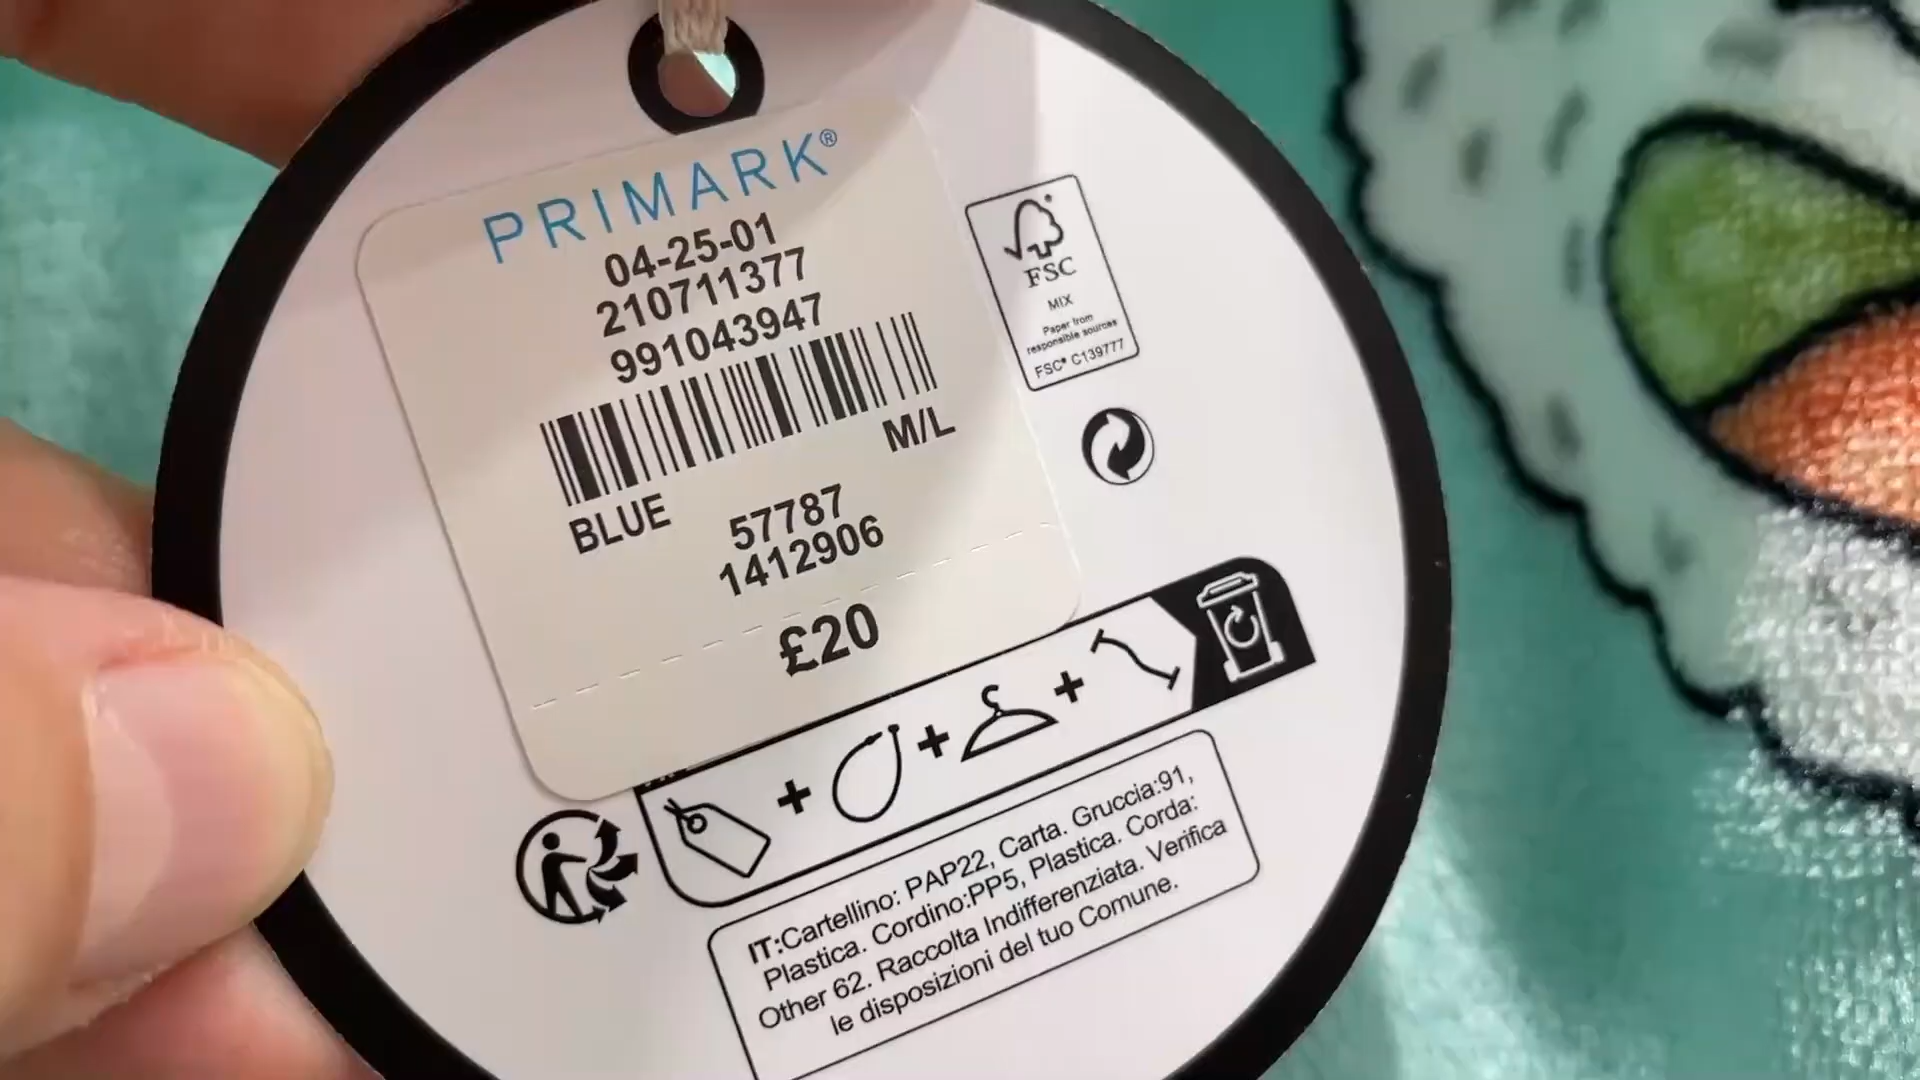 PRIMARK®
04-25-01
210711377
991043947
M/L
BLUE
57787
1412906
£20
FSC
MIX
Paper from
responsible sources
FSC® C139777
IT:Cartellino: PAP22, Carta. Gruccia:91,
Plastica. Cordino:PP5, Plastica. Corda:
Other 62. Raccolta Indifferenziata. Verifica
le disposizioni del tuo Comune.